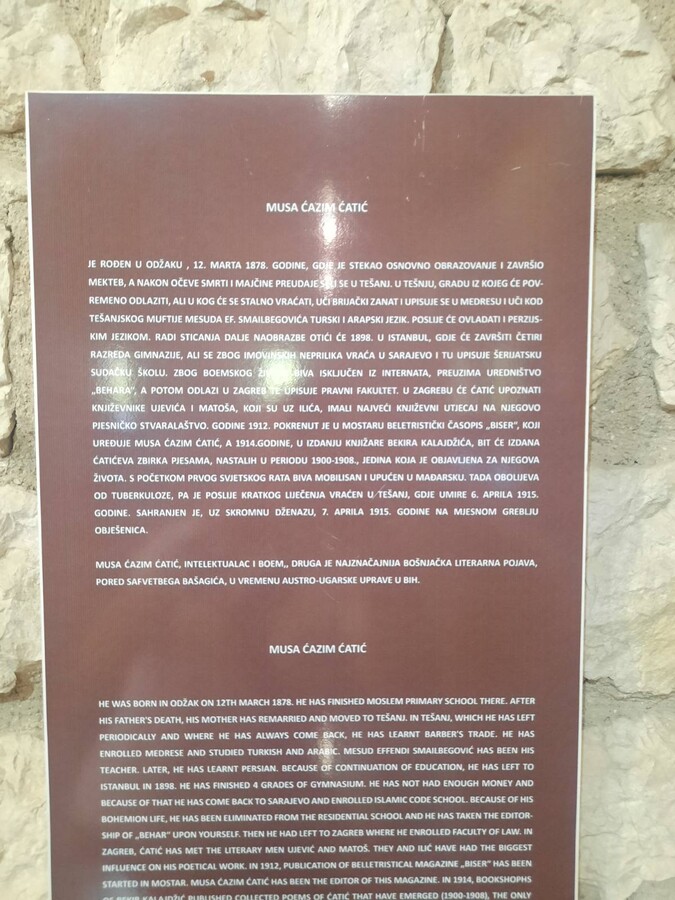 MUSA ĆAZIM ĆATIĆ
JE ROĐEN U ODŽAKU , 12. MARTA 1878. GODINE, GDJE JE STEKAO OSNOVNO OBRAZOVANJE I ZAVRŠIO
MEKTEB, A NAKON OČEVE SMRTI I MAJČINE PREUDAJE SELI SE U TEŠANJ. U TEŠNJU, GRADU IZ KOJEG ĆE POV-
REMENO ODLAZITI, ALI U KOG ĆE SE STALNO VRAĆATI, UČI BRIJAČKI ZANAT I UPISUJE SE U MEDRESU I UČI KOD
TEŠANJSKOG MUFTIJE MESUDA EF. SMAILBEGOVIĆA TURSKI I ARAPSKI JEZIK. POSLIJE ĆE OVLADATI I PERZIJS-
KIM JEZIKOM. RADI STICANJA DALJE NAOBRAZBE OTIĆI ĆE 1898. U ISTANBUL, GDJE ĆE ZAVRŠITI ČETIRI
RAZREDA GIMNAZIJE, ALI SE ZBOG IMOVINSKIH NEPRILIKA VRAĆA U SARAJEVO I TU UPISUJE ŠERIJATSKU
SUDAČKU ŠKOLU. ZBOG BOEMSKOG ŽIVOTA BIVA ISKLJUČEN IZ INTERNATA, PREUZIMA UREDNIŠTVO
„BEHARA", A POTOM ODLAZI U ZAGREB TE UPISUJE PRAVNI FAKULTET. U ZAGREBU ĆE ĆATIĆ UPOZNATI
KNJIŽEVNIKE UJEVIĆA I MATOŠA, KOJI SU UZ ILIĆA, IMALI NAJVEĆI KNJIŽEVNI UTJECAJ NA NJEGOVO
PJESNIČKO STVARALAŠTVO. GODINE 1912. POKRENUT JE U MOSTARU BELETRISTIČKI ČASOPIS „BISER", KOJI
UREĐUJE MUSA ĆAZIM ĆATIĆ, A 1914.GODINE, U IZDANJU KNJIŽARE BEKIRA KALAJDŽIĆA, BIT ĆE IZDANA
ĆATIĆEVA ZBIRKA PJESAMA, NASTALIH U PERIODU 1900-1908., JEDINA KOJA JE OBJAVLJENA ZA NJEGOVA
ŽIVOTA. S POČETKOM PRVOG SVJETSKOG RATA BIVA MOBILISAN I UPUĆEN U MAĐARSKU. TADA OBOLIJEVA
OD TUBERKULOZE, PA JE POSLIJE KRATKOG LIJEČENJA VRAĆEN U TEŠANJ, GDJE UMIRE 6. APRILA 1915.
GODINE. SAHRANJEN JE, UZ SKROMNU DŽENAZU, 7. APRILA 1915. GODINE NA MJESNOM GREBLJU
OBJEŠENICA.
MUSA ĆAZIM ĆATIĆ, INTELEKTUALAC I BOEM,, DRUGA JE NAJZNAČAJNIJA BOŠNJAČKA LITERARNA POJAVA,
PORED SAFVETBEGA BAŠAGIĆA, U VREMENU AUSTRO-UGARSKE UPRAVE U BIH.
MUSA ĆAZIM ĆATIĆ
HE WAS BORN IN ODŽAK ON 12TH MARCH 1878. HE HAS FINISHED MOSLEM PRIMARY SCHOOL THERE. AFTER
HIS FATHER'S DEATH, HIS MOTHER HAS REMARRIED AND MOVED TO TEŠANJ. IN TEŠANJ, WHICH HE HAS LEFT
PERIODICALLY AND WHERE HE HAS ALWAYS COME BACK, HE HAS LEARNT BARBER'S TRADE. HE HAS
ENROLLED MEDRESE AND STUDIED TURKISH AND ARABIC. MESUD EFFENDI SMAILBEGOVIĆ HAS BEEN HIS
TEACHER. LATER, HE HAS LEARNT PERSIAN. BECAUSE OF CONTINUATION OF EDUCATION, HE HAS LEFT TO
ISTANBUL IN 1898. HE HAS FINISHED 4 GRADES OF GYMNASIUM. HE HAS NOT HAD ENOUGH MONEY AND
BECAUSE OF THAT HE HAS COME BACK TO SARAJEVO AND ENROLLED ISLAMIC CODE SCHOOL. BECAUSE OF HIS
BOHEMION LIFE, HE HAS BEEN ELIMINATED FROM THE RESIDENTIAL SCHOOL AND HE HAS TAKEN THE EDITOR-
SHIP OF „BEHAR" UPON YOURSELF. THEN HE HAD LEFT TO ZAGREB WHERE HE ENROLLED FACULTY OF LAW. IN
ZAGREB, ĆATIĆ HAS MET THE LITERARY MEN UJEVIĆ AND MATOŠ. THEY AND ILIĆ HAVE HAD THE BIGGEST
INFLUENCE ON HIS POETICAL WORK. IN 1912, PUBLICATION OF BELLETRISTICAL MAGAZINE „BISER" HAS BEEN
STARTED IN MOSTAR. MUSA ĆAZIM ĆATIĆ HAS BEEN THE EDITOR OF THIS MAGAZINE. IN 1914, BOOKSHOPHS
OF BEKIR KALAJDŽIĆ PUBLISHED COLLECTED POEMS OF ĆATIĆ THAT HAVE EMERGED (1900-1908), THE ONLY